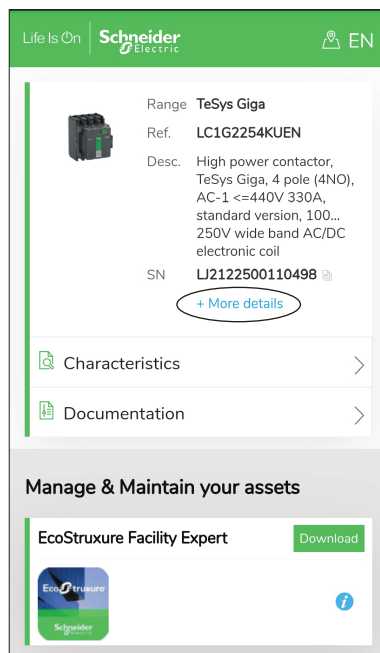 Life Is On Schneider Electric EN
Range TeSys Giga
Ref. LC1G2254KUEN
Desc. High power contactor,
TeSys Giga, 4 pole (4NO),
AC-1 <=440V 330A,
standard version, 100...
250V wide band AC/DC
electronic coil
SN LJ2122500110498
+ More details
Characteristics
Documentation
Manage & Maintain your assets
EcoStruxure Facility Expert Download
EcoStruxure
Schneider
Electric